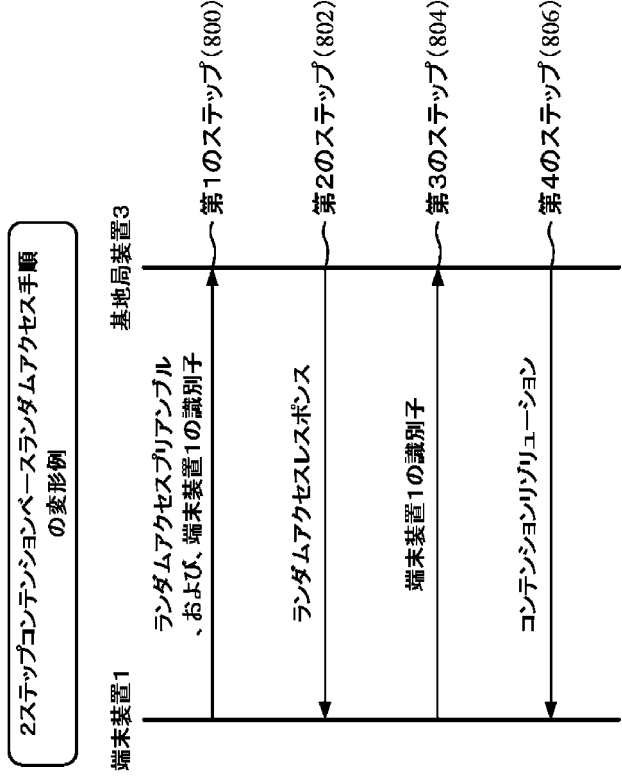 2ステップコンテンションベースランダムアクセス手順
の変形例
端末装置1
基地局装置3
ランダムアクセスプリアンブル
、および、端末装置1の識別子
第1のステップ(800)
ランダムアクセスレスポンス
第2のステップ(802)
端末装置1の識別子
第3のステップ(804)
コンテンションリゾリューション
第4のステップ(806)